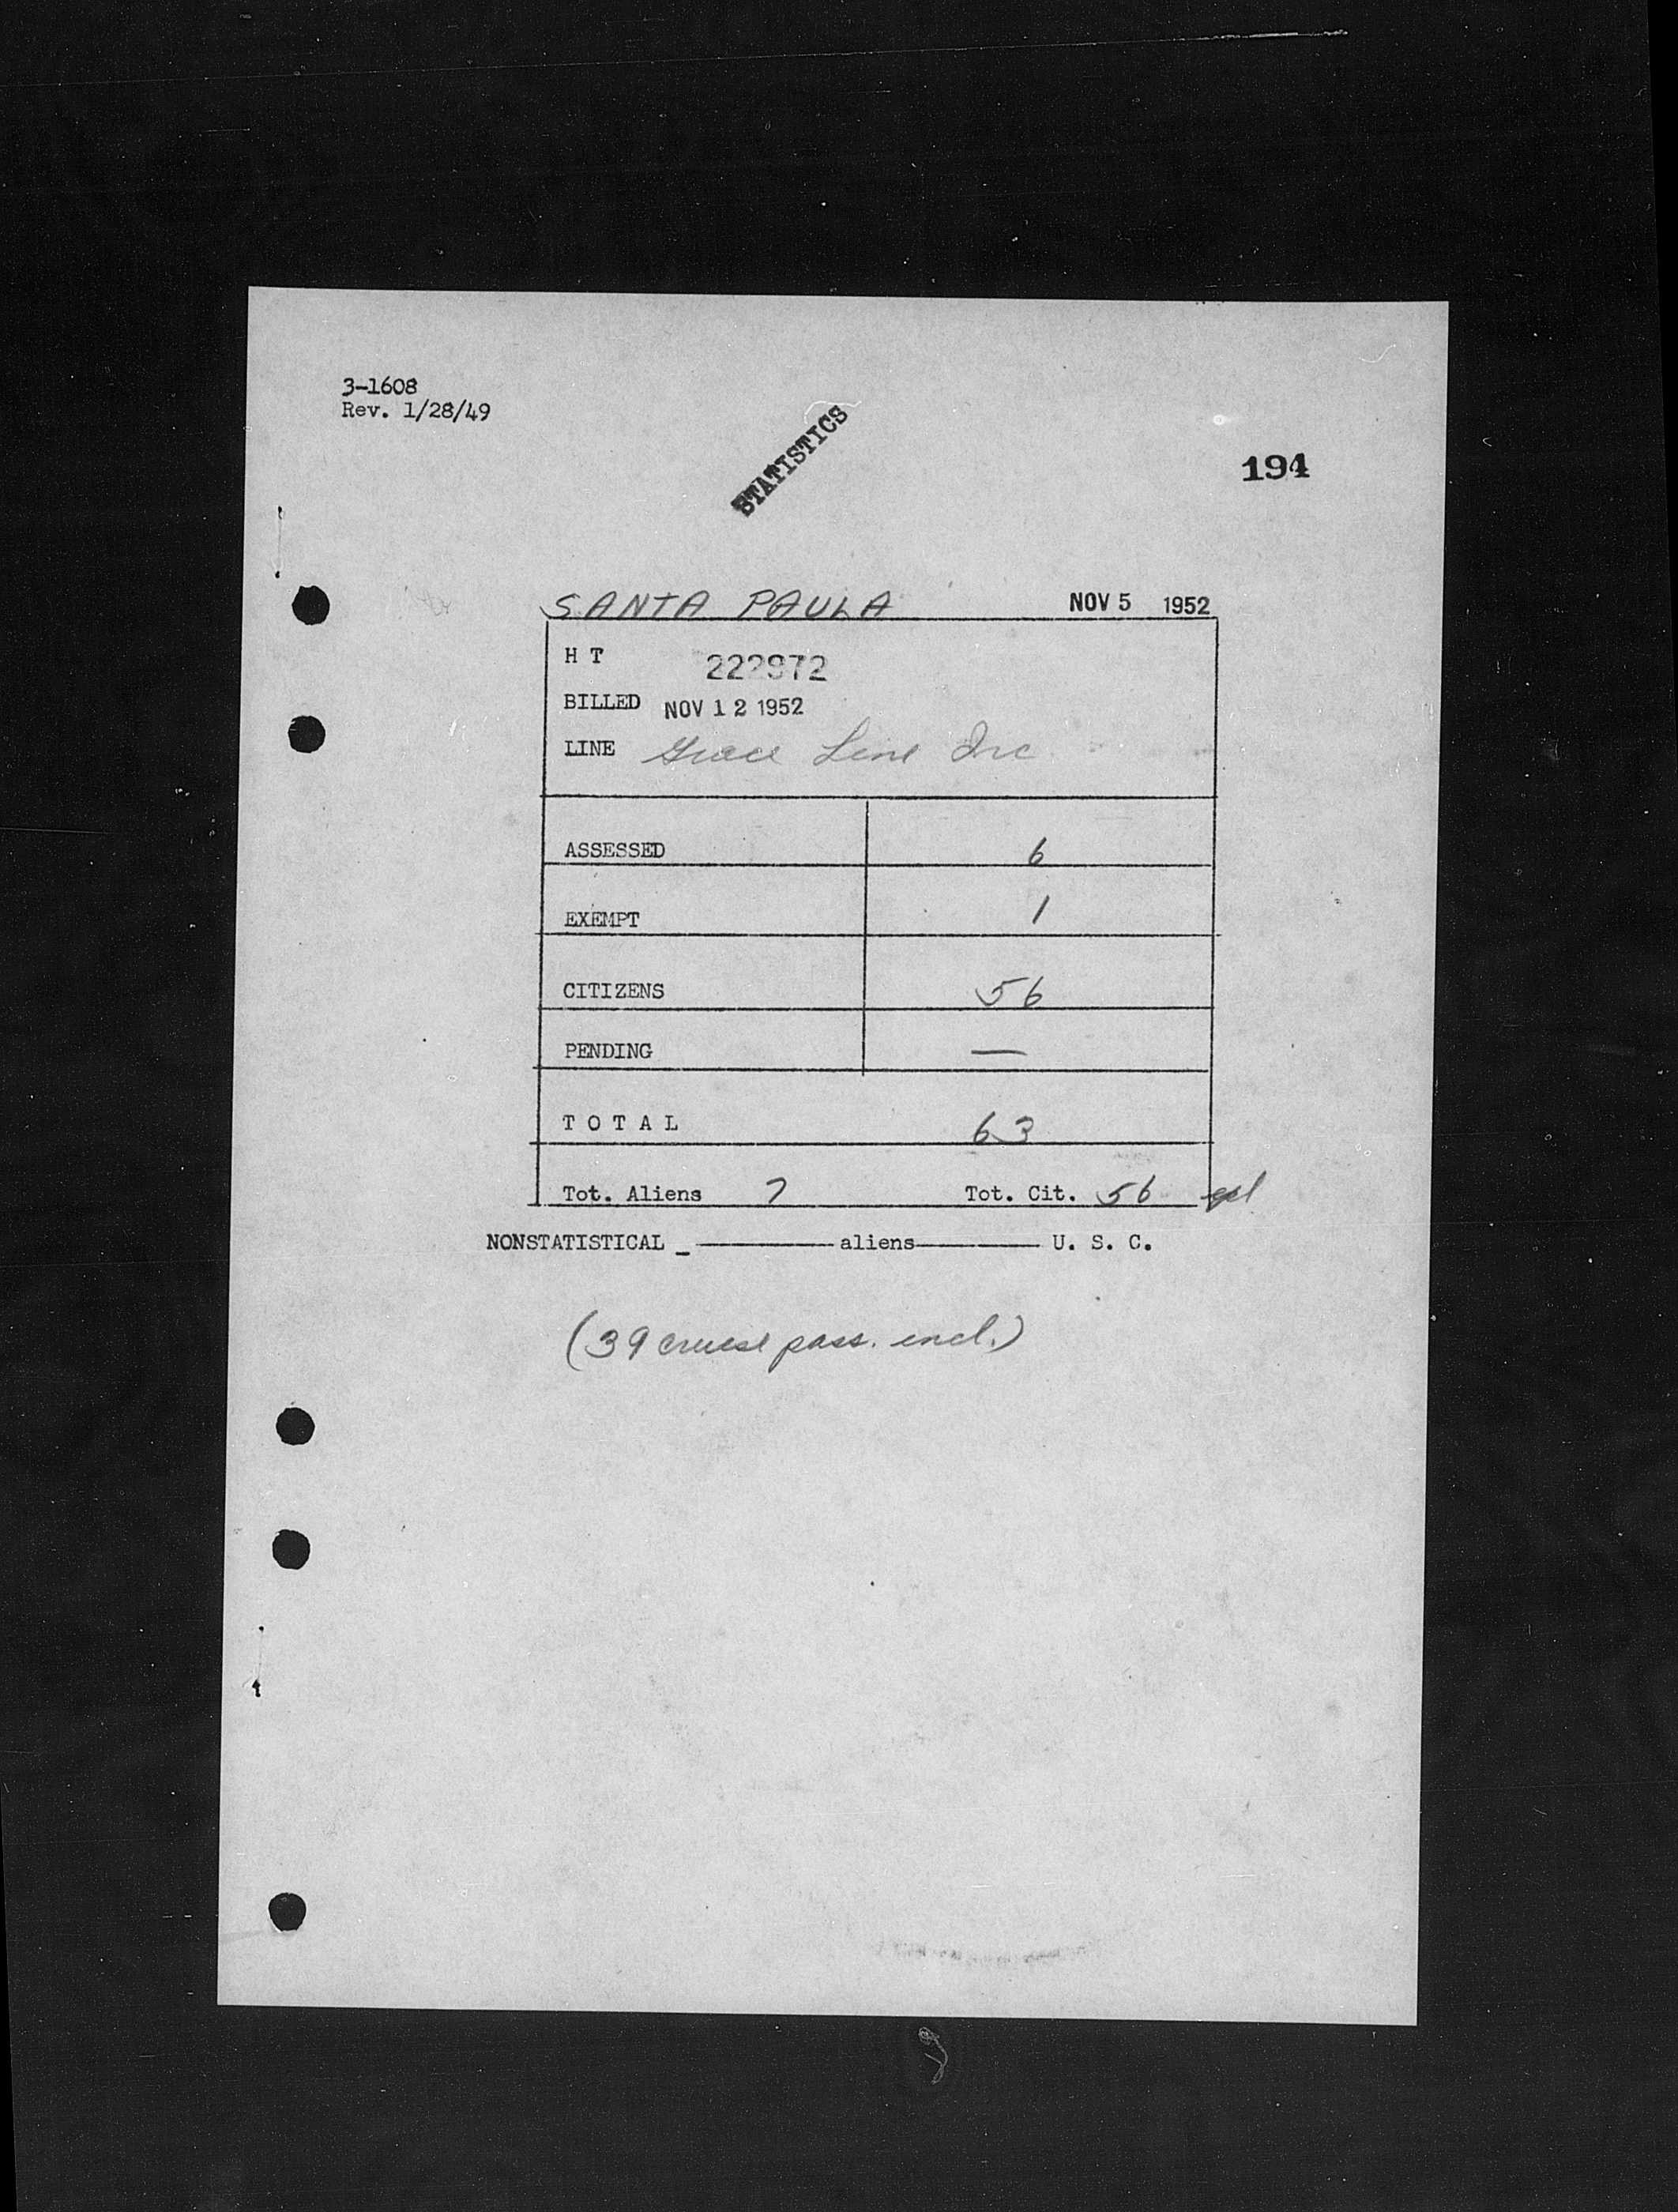 3-1608
Rev. 1/28/49
STATISTICS
194
SANTA PAULA NOV 5 1952
H T 222972
BILLED NOV 12 1952
LINE Grace Line Inc
ASSESSED 6
EXEMPT 1
CITIZENS 56
PENDING —
TOTAL 63
Tot. Aliens 7 Tot. Cit. 56
NONSTATISTICAL _ ——— aliens ——— U. S. C.
(39 cruise pass. incl.)